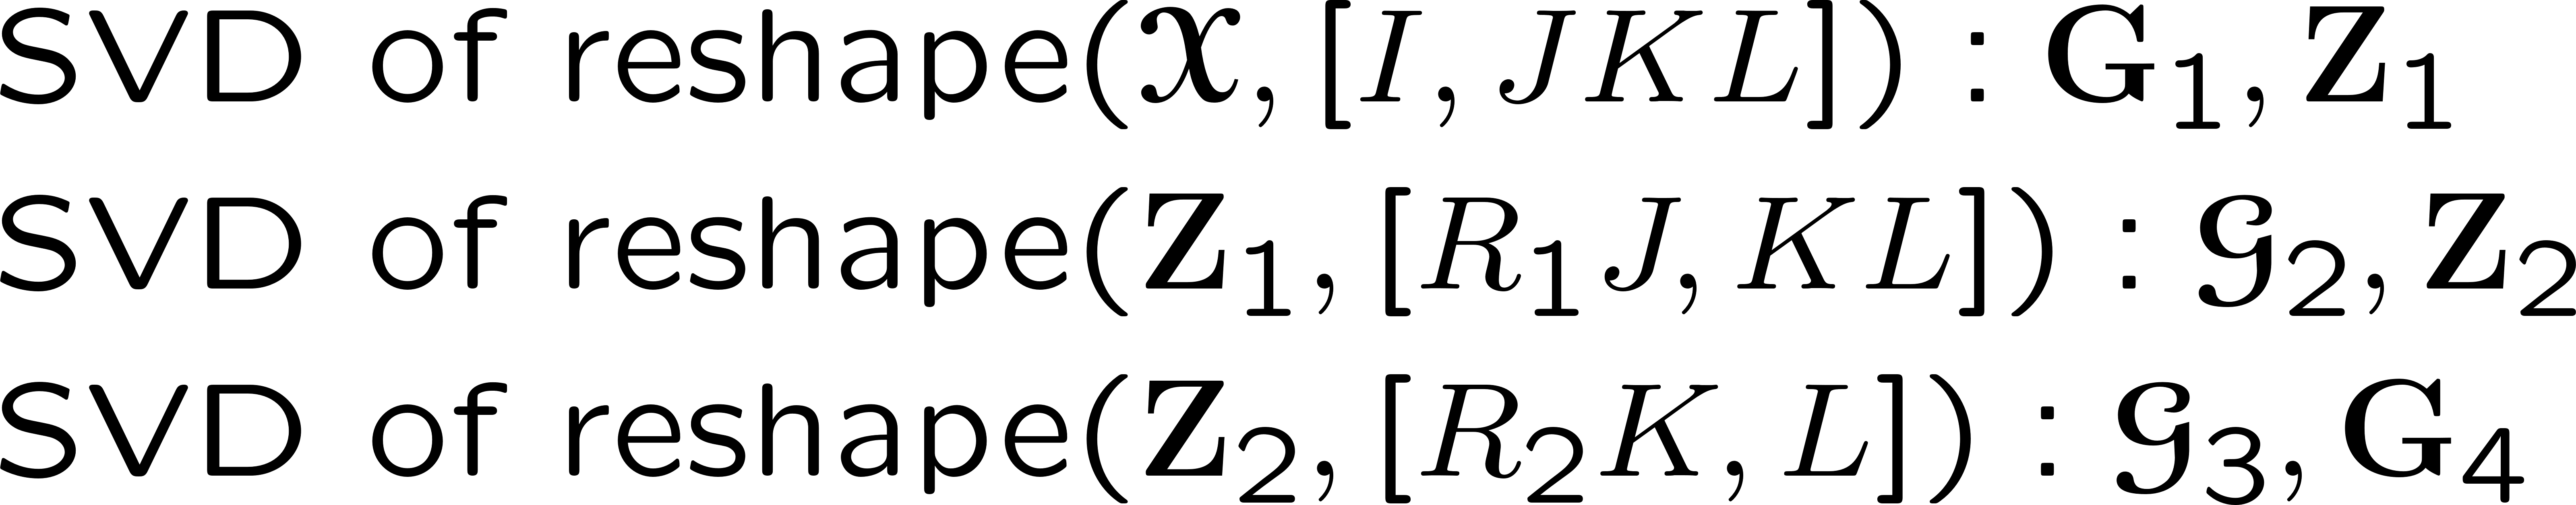 SVD of reshape(𝓧, [I, JKL]) : 𝐆₁, 𝐙₁
SVD of reshape(𝐙₁, [R₁J, KL]) : 𝓖₂, 𝐙₂
SVD of reshape(𝐙₂, [R₂K, L]) : 𝓖₃, 𝐆₄